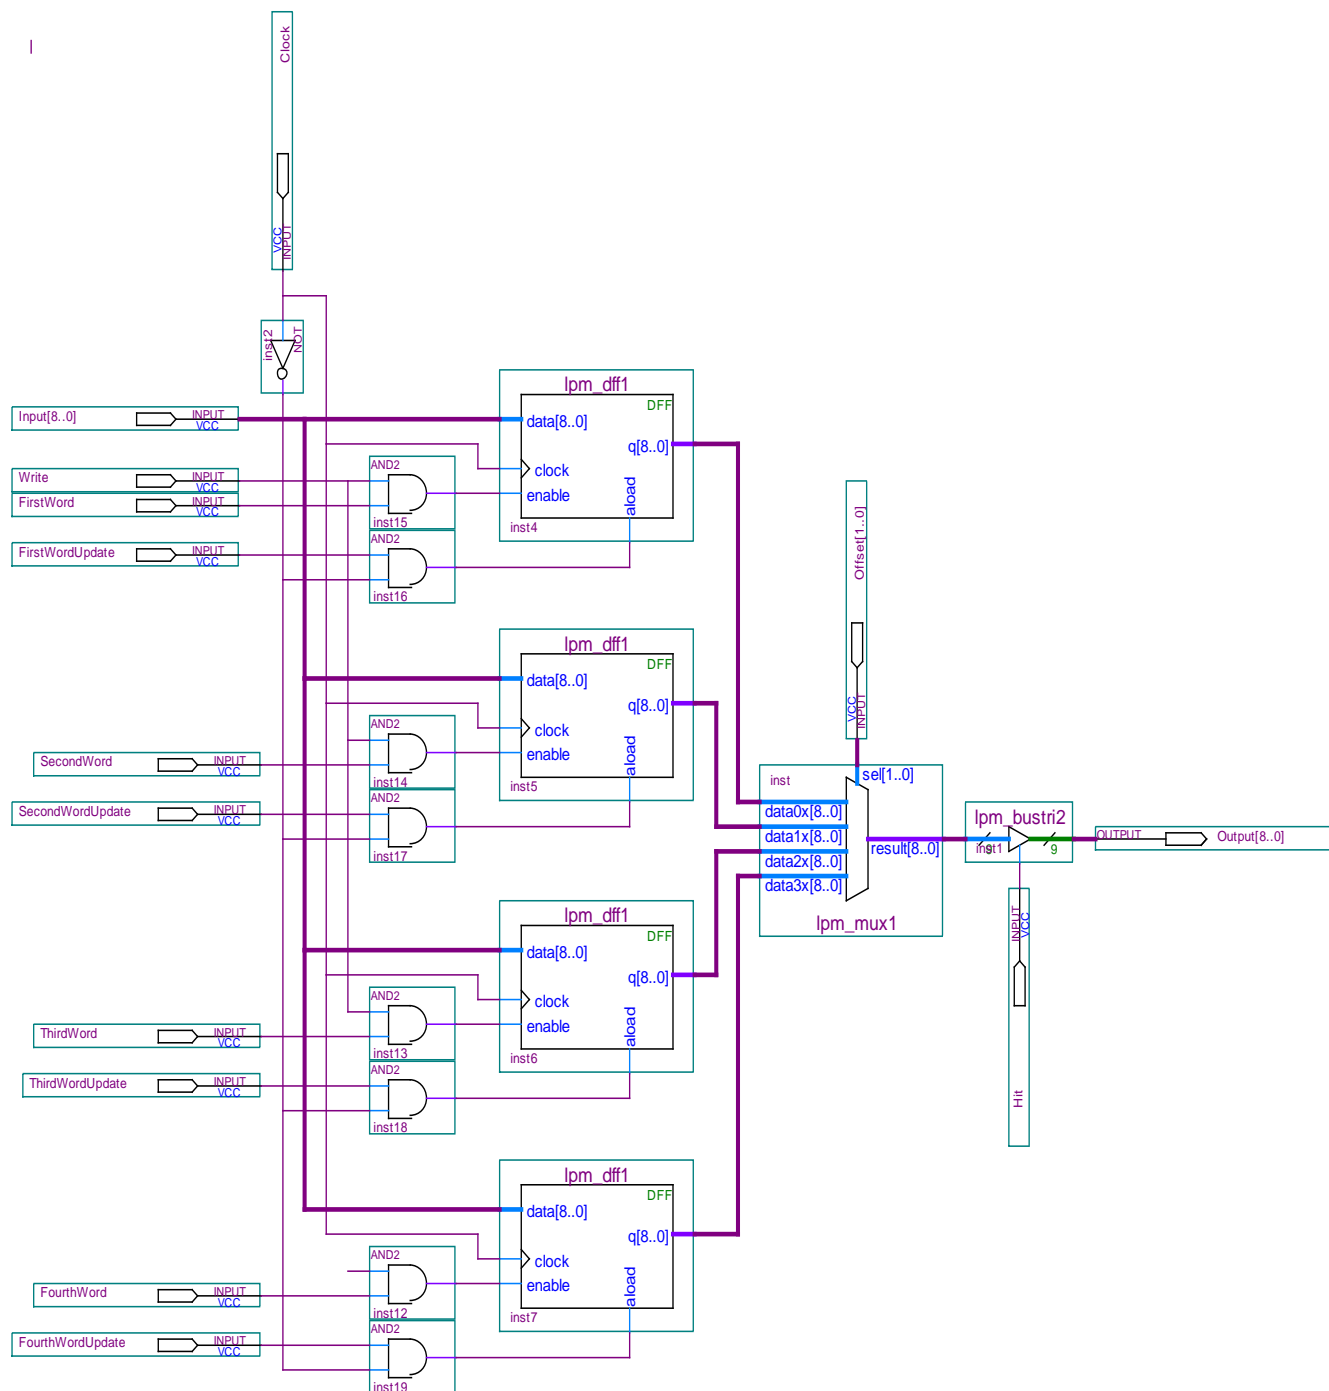 Clock
VCC
INPUT
inst2
NOT
Input[8..0]
INPUT
VCC
Write
INPUT
VCC
FirstWord
INPUT
VCC
FirstWordUpdate
INPUT
VCC
AND2
inst15
AND2
inst16
lpm_dff1
DFF
data[8..0]
q[8..0]
clock
enable
aload
inst4
SecondWord
INPUT
VCC
SecondWordUpdate
INPUT
VCC
AND2
inst14
AND2
inst17
lpm_dff1
DFF
data[8..0]
q[8..0]
clock
enable
aload
inst5
Offset[1..0]
VCC
INPUT
inst
sel[1..0]
data0x[8..0]
data1x[8..0]
data2x[8..0]
data3x[8..0]
result[8..0]
lpm_mux1
lpm_bustri2
9
inst1
9
OUTPUT
Output[8..0]
INPUT
VCC
Hit
ThirdWord
INPUT
VCC
ThirdWordUpdate
INPUT
VCC
AND2
inst13
AND2
inst18
lpm_dff1
DFF
data[8..0]
q[8..0]
clock
enable
aload
inst6
FourthWord
INPUT
VCC
FourthWordUpdate
INPUT
VCC
AND2
inst12
AND2
inst19
lpm_dff1
DFF
data[8..0]
q[8..0]
clock
enable
aload
inst7